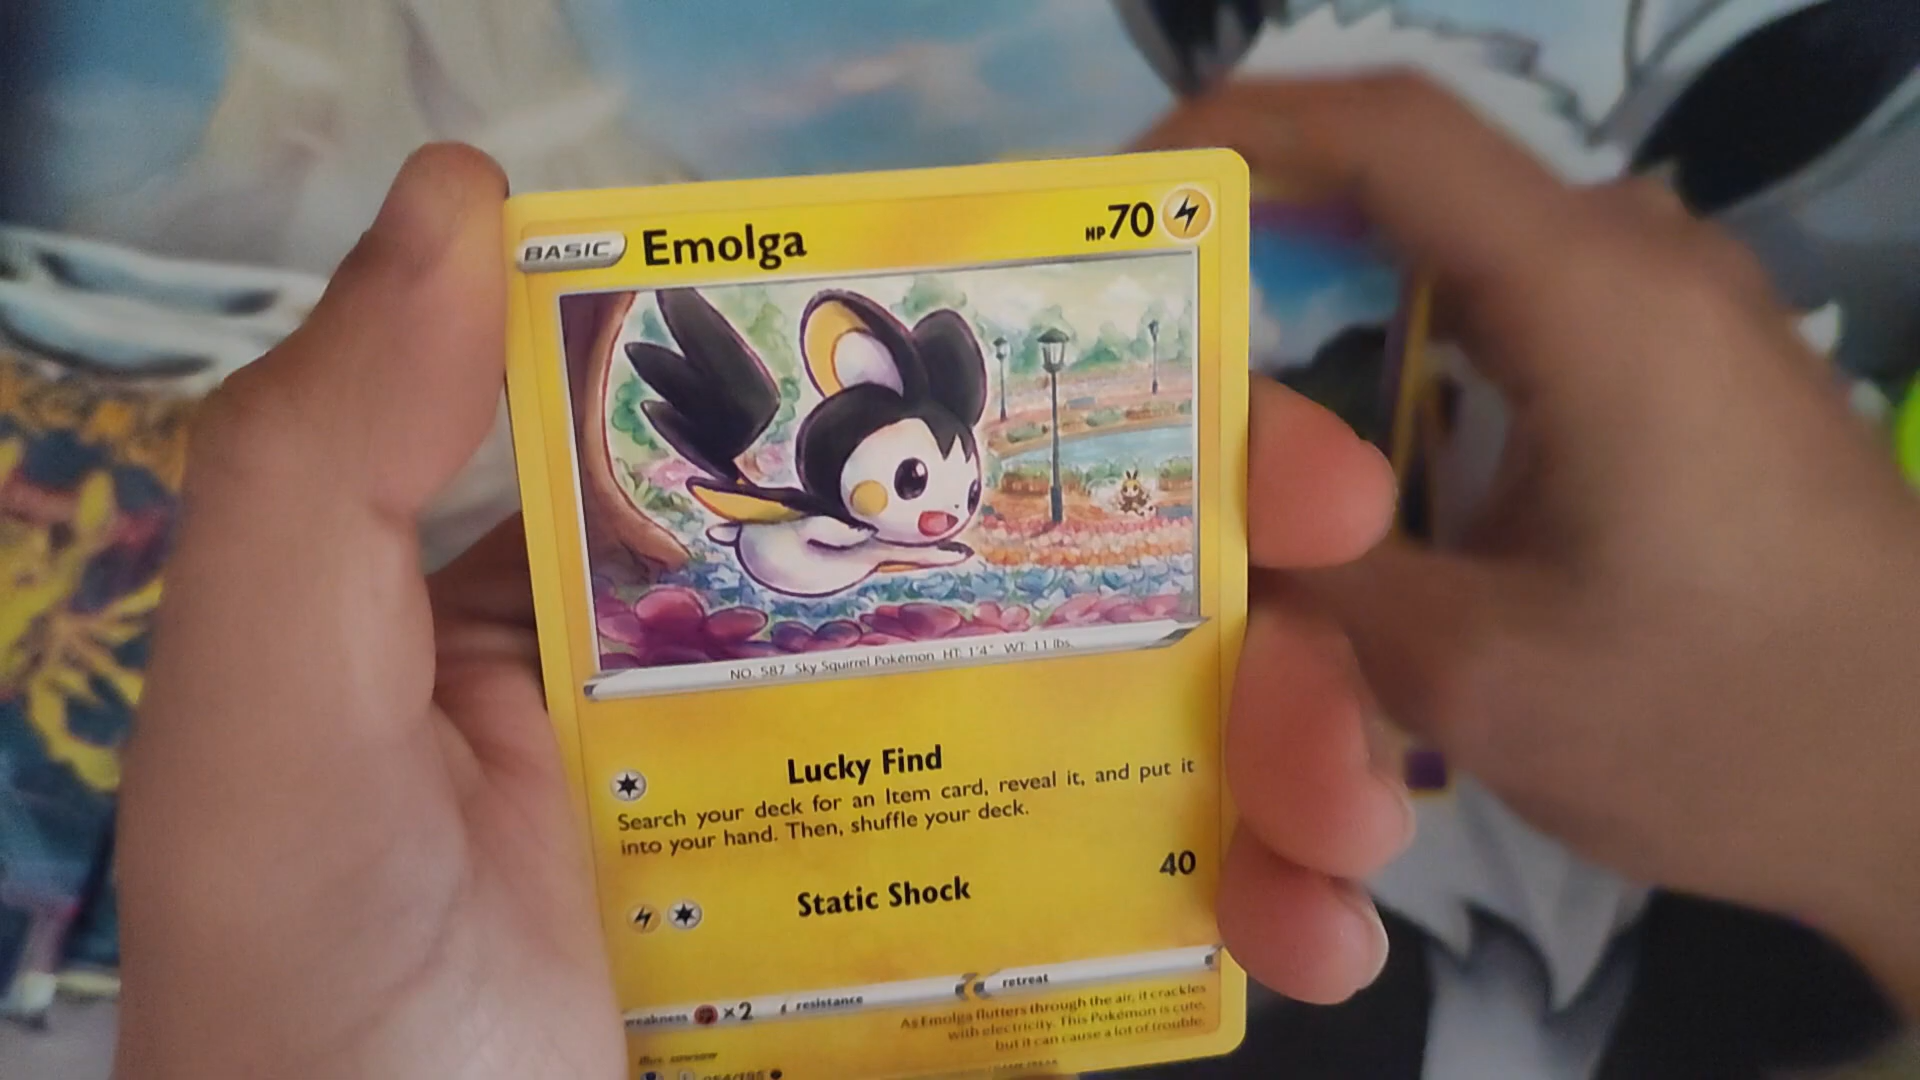 BASIC Emolga HP70
NO. 587 Sky Squirrel Pokémon HT: 1'4" WT: 11 lbs.
Lucky Find
Search your deck for an Item card, reveal it, and put it
into your hand. Then, shuffle your deck.
Static Shock 40
weakness ×2 resistance retreat
As Emolga flutters through the air, it crackles
with electricity. This Pokémon is cute,
but it can cause a lot of trouble.
Illus.